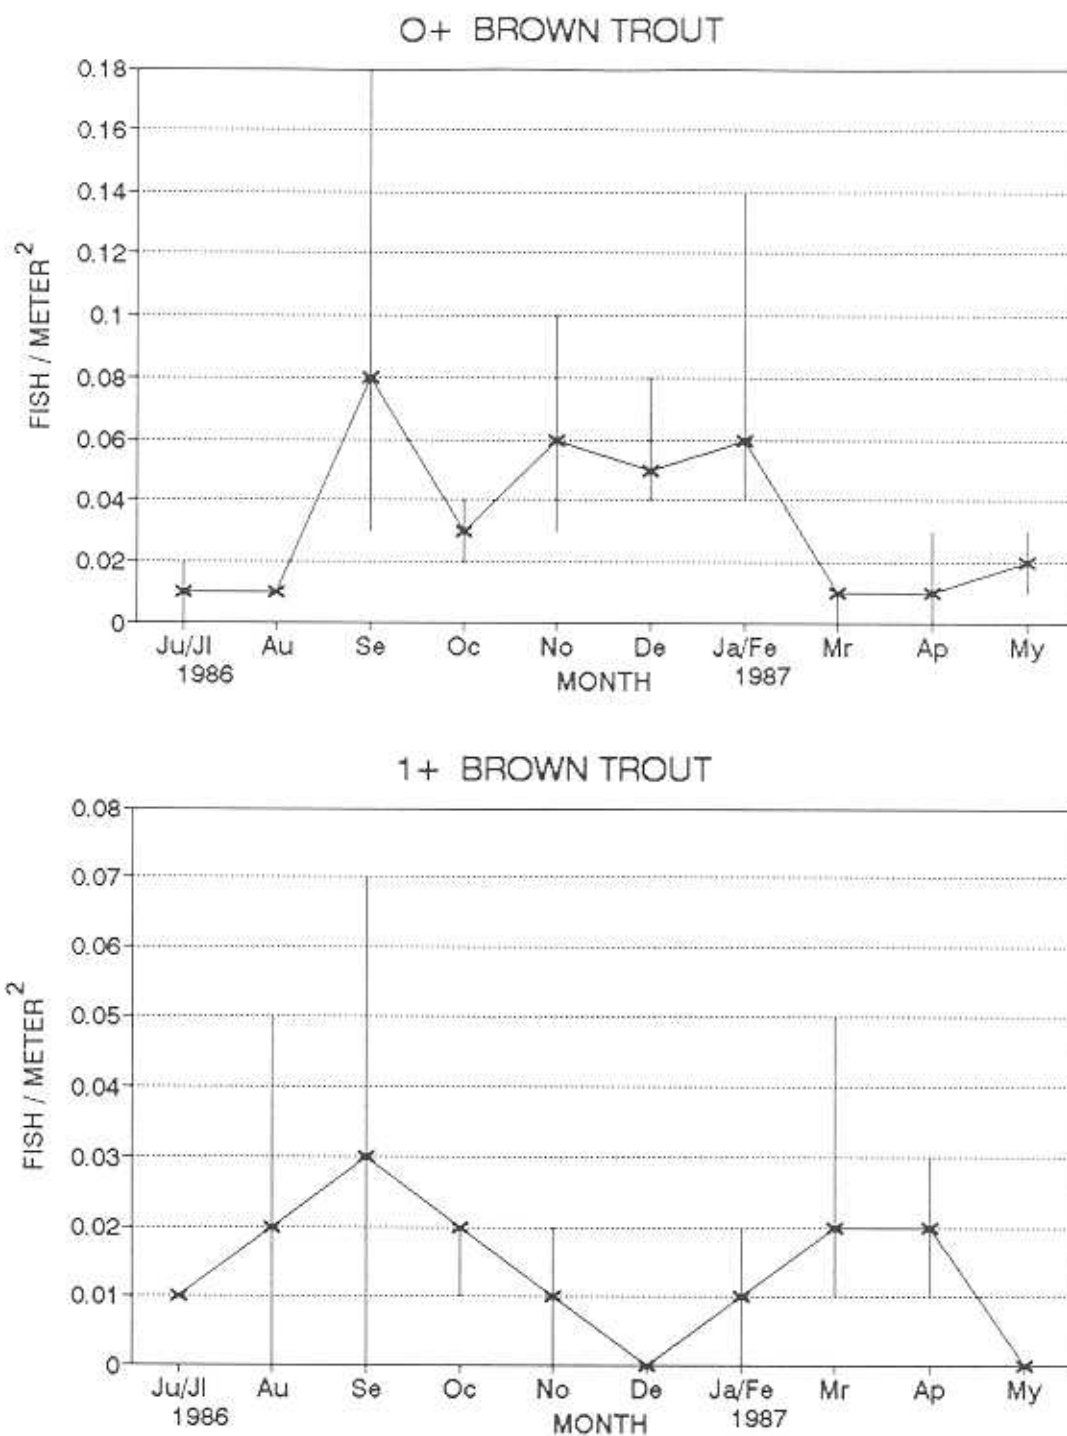 0+ BROWN TROUT
0.18
0.16
0.14
0.12
0.1
0.08
0.06
0.04
0.02
0
FISH / METER²
Ju/Jl Au Se Oc No De Ja/Fe Mr Ap My
1986 1987
MONTH
1+ BROWN TROUT
0.08
0.07
0.06
0.05
0.04
0.03
0.02
0.01
0
FISH / METER²
Ju/Jl Au Se Oc No De Ja/Fe Mr Ap My
1986 1987
MONTH